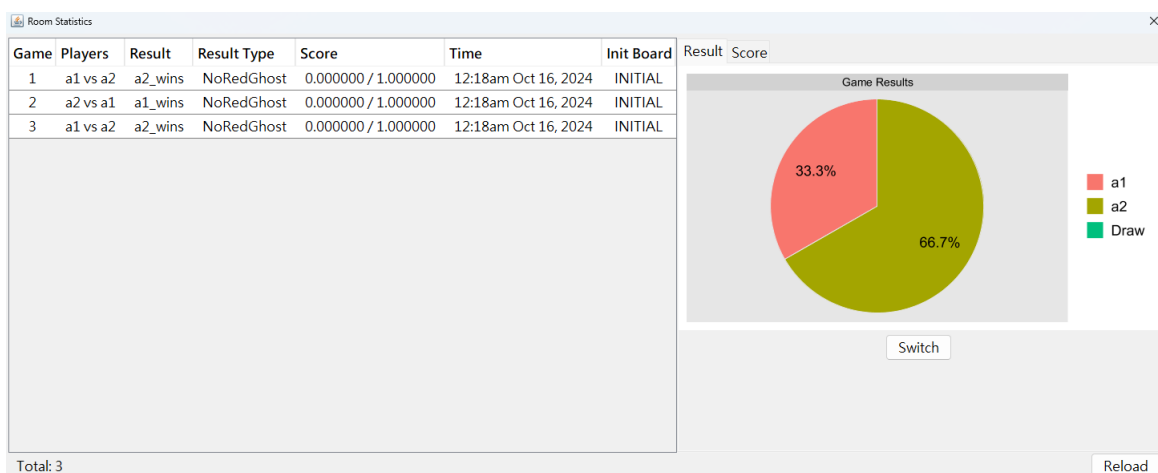 Room Statistics
Game Players Result Result Type Score Time Init Board
1 a1 vs a2 a2_wins NoRedGhost 0.000000 / 1.000000 12:18am Oct 16, 2024 INITIAL
2 a2 vs a1 a1_wins NoRedGhost 0.000000 / 1.000000 12:18am Oct 16, 2024 INITIAL
3 a1 vs a2 a2_wins NoRedGhost 0.000000 / 1.000000 12:18am Oct 16, 2024 INITIAL
Total: 3
Result Score
Game Results
33.3%
66.7%
a1
a2
Draw
Switch
Reload